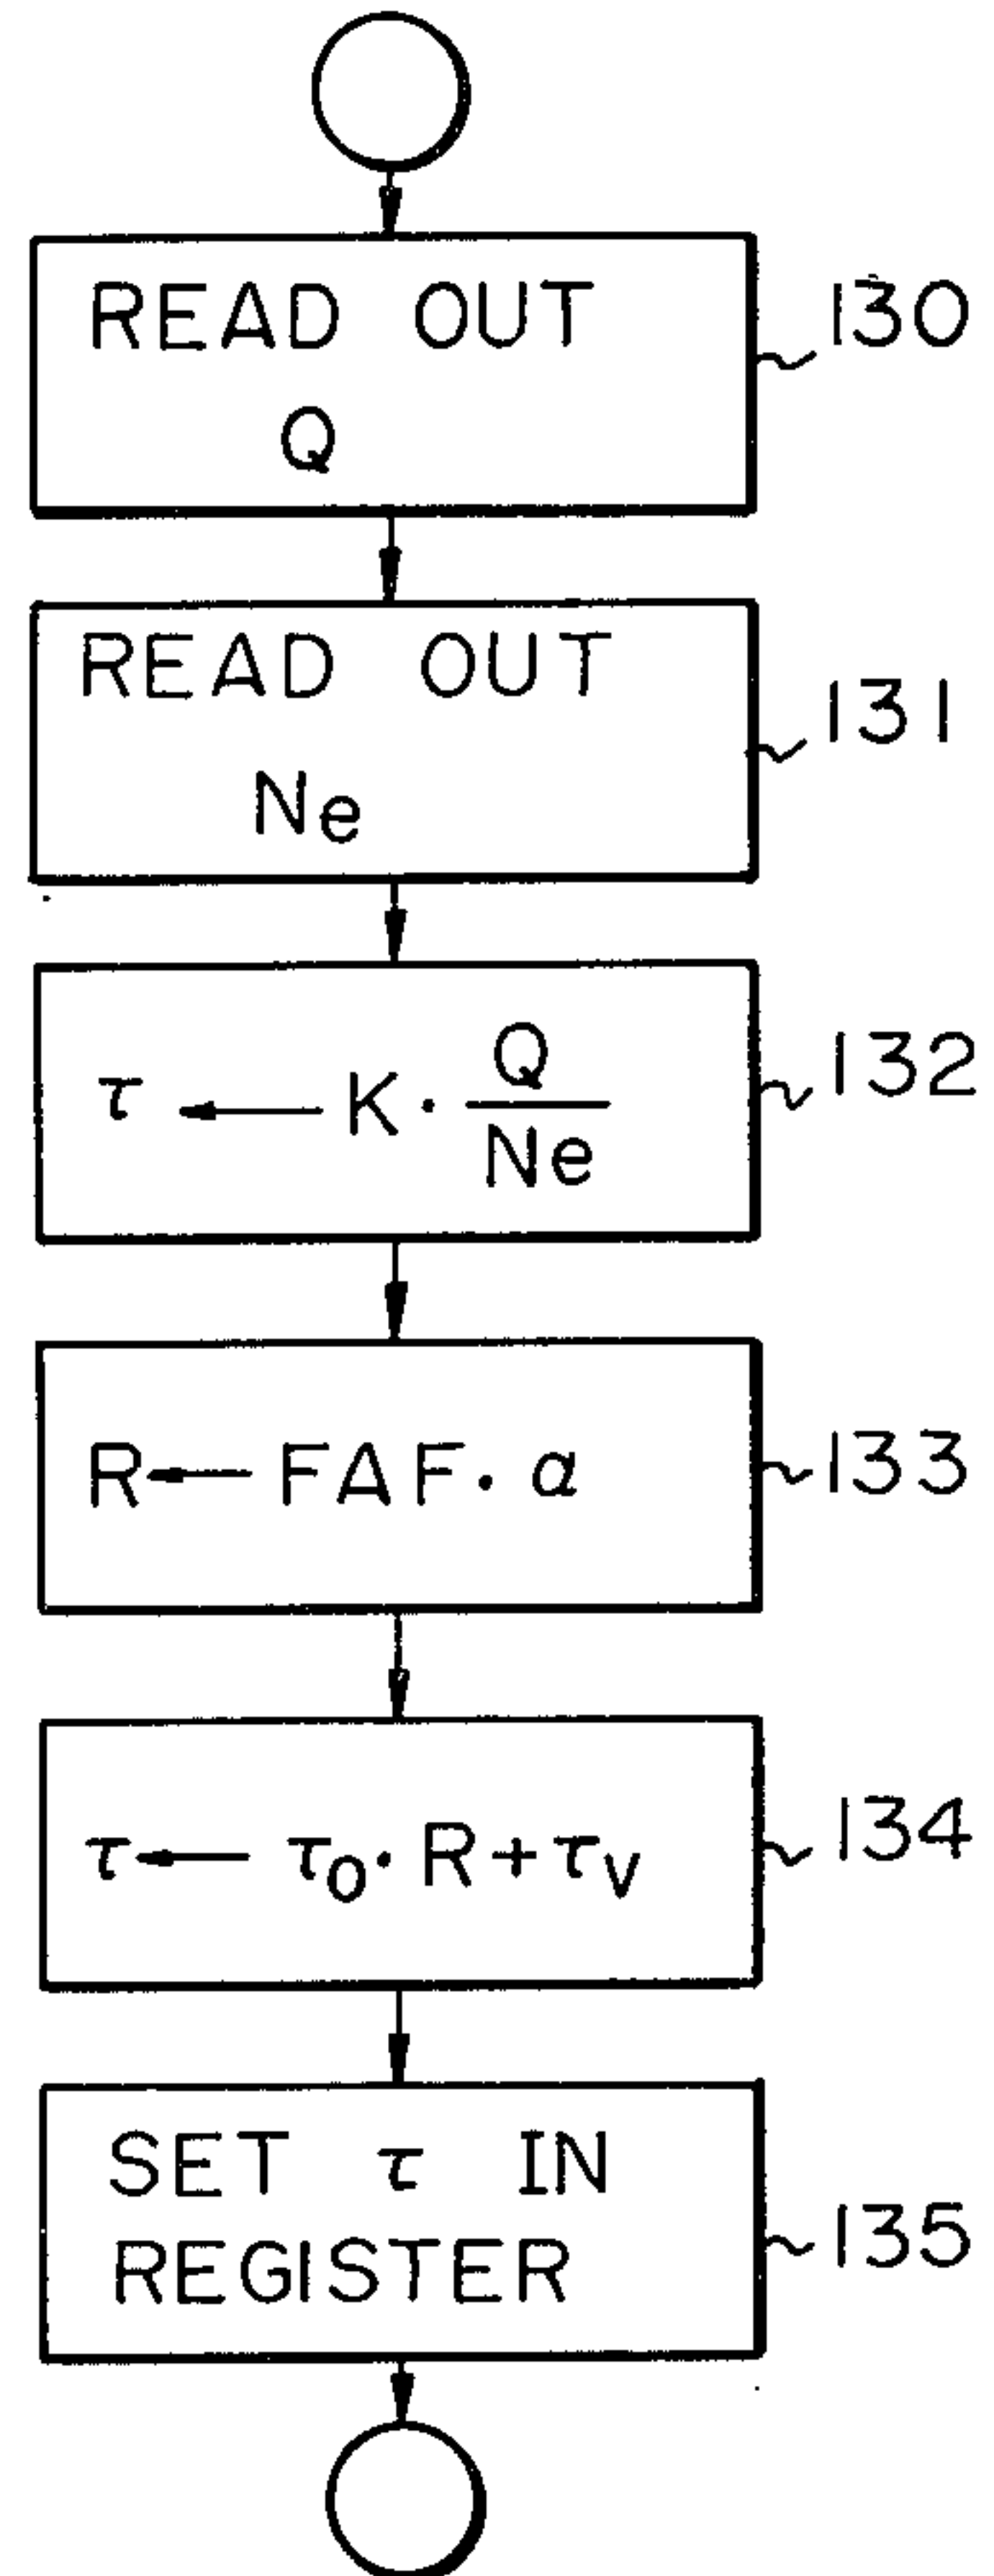 READ OUT
Q
130
READ OUT
Ne
131
τ ← K · Q/Ne
132
R ← FAF · α
133
τ ← τ₀ · R + τᵥ
134
SET τ IN
REGISTER
135